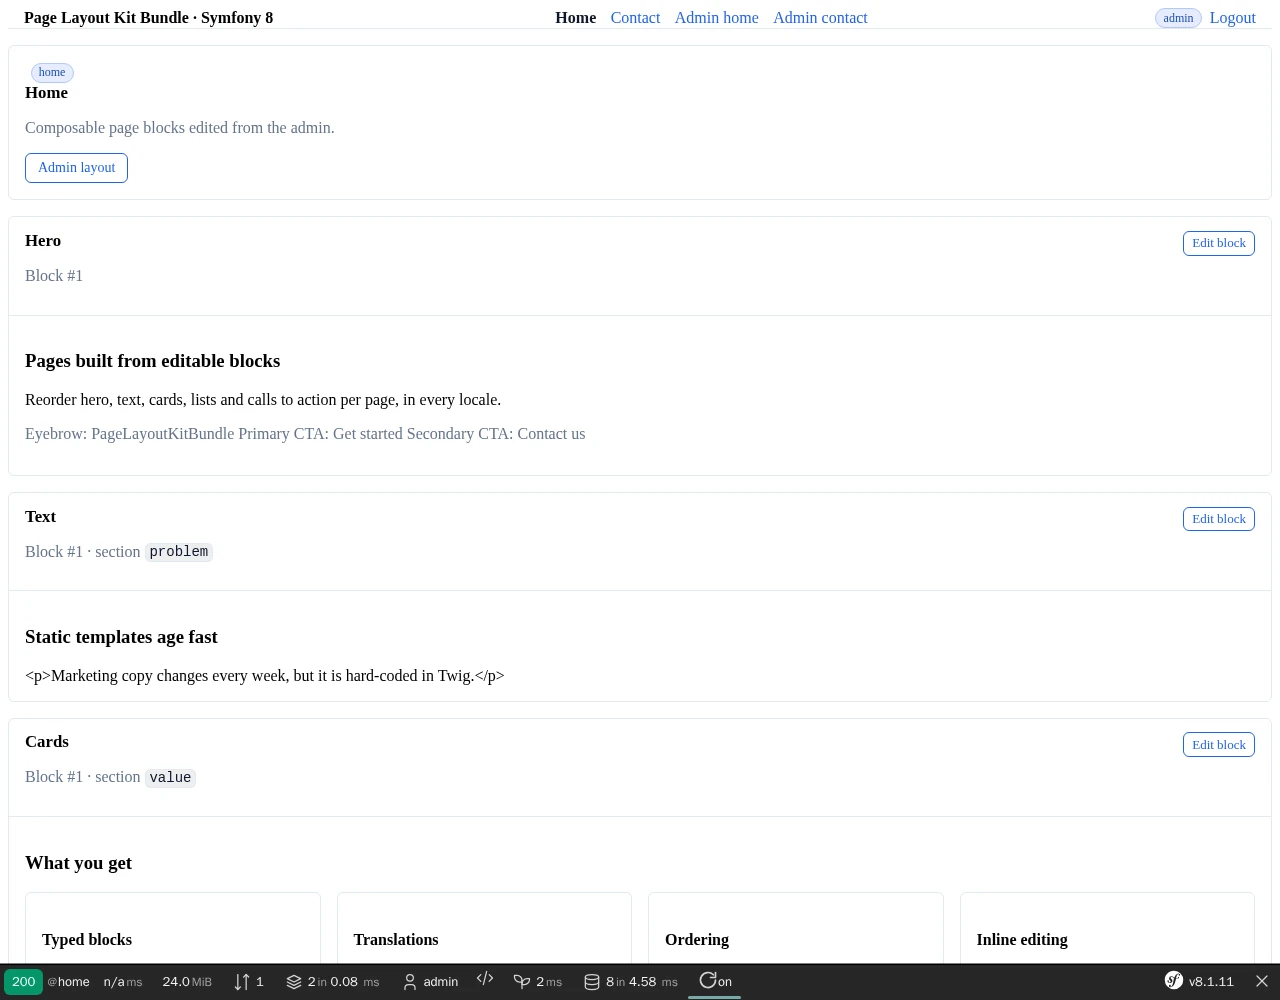 Page Layout Kit Bundle · Symfony 8
Home Contact Admin home Admin contact
admin Logout
home
Home
Composable page blocks edited from the admin.
Admin layout
Hero
Edit block
Block #1
Pages built from editable blocks
Reorder hero, text, cards, lists and calls to action per page, in every locale.
Eyebrow: PageLayoutKitBundle Primary CTA: Get started Secondary CTA: Contact us
Text
Edit block
Block #1 · section problem
Static templates age fast
<p>Marketing copy changes every week, but it is hard-coded in Twig.</p>
Cards
Edit block
Block #1 · section value
What you get
Typed blocks Translations Ordering Inline editing
200 @home n/a ms 24.0 MiB 1 2 in 0.08 ms admin </> 2 ms 8 in 4.58 ms on sf v8.1.11